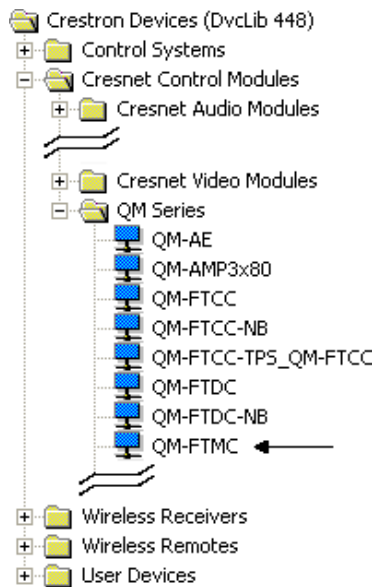 Crestron Devices (DvcLib 448)
Control Systems
Cresnet Control Modules
Cresnet Audio Modules
Cresnet Video Modules
QM Series
QM-AE
QM-AMP3x80
QM-FTCC
QM-FTCC-NB
QM-FTCC-TPS_QM-FTCC
QM-FTDC
QM-FTDC-NB
QM-FTMC
Wireless Receivers
Wireless Remotes
User Devices